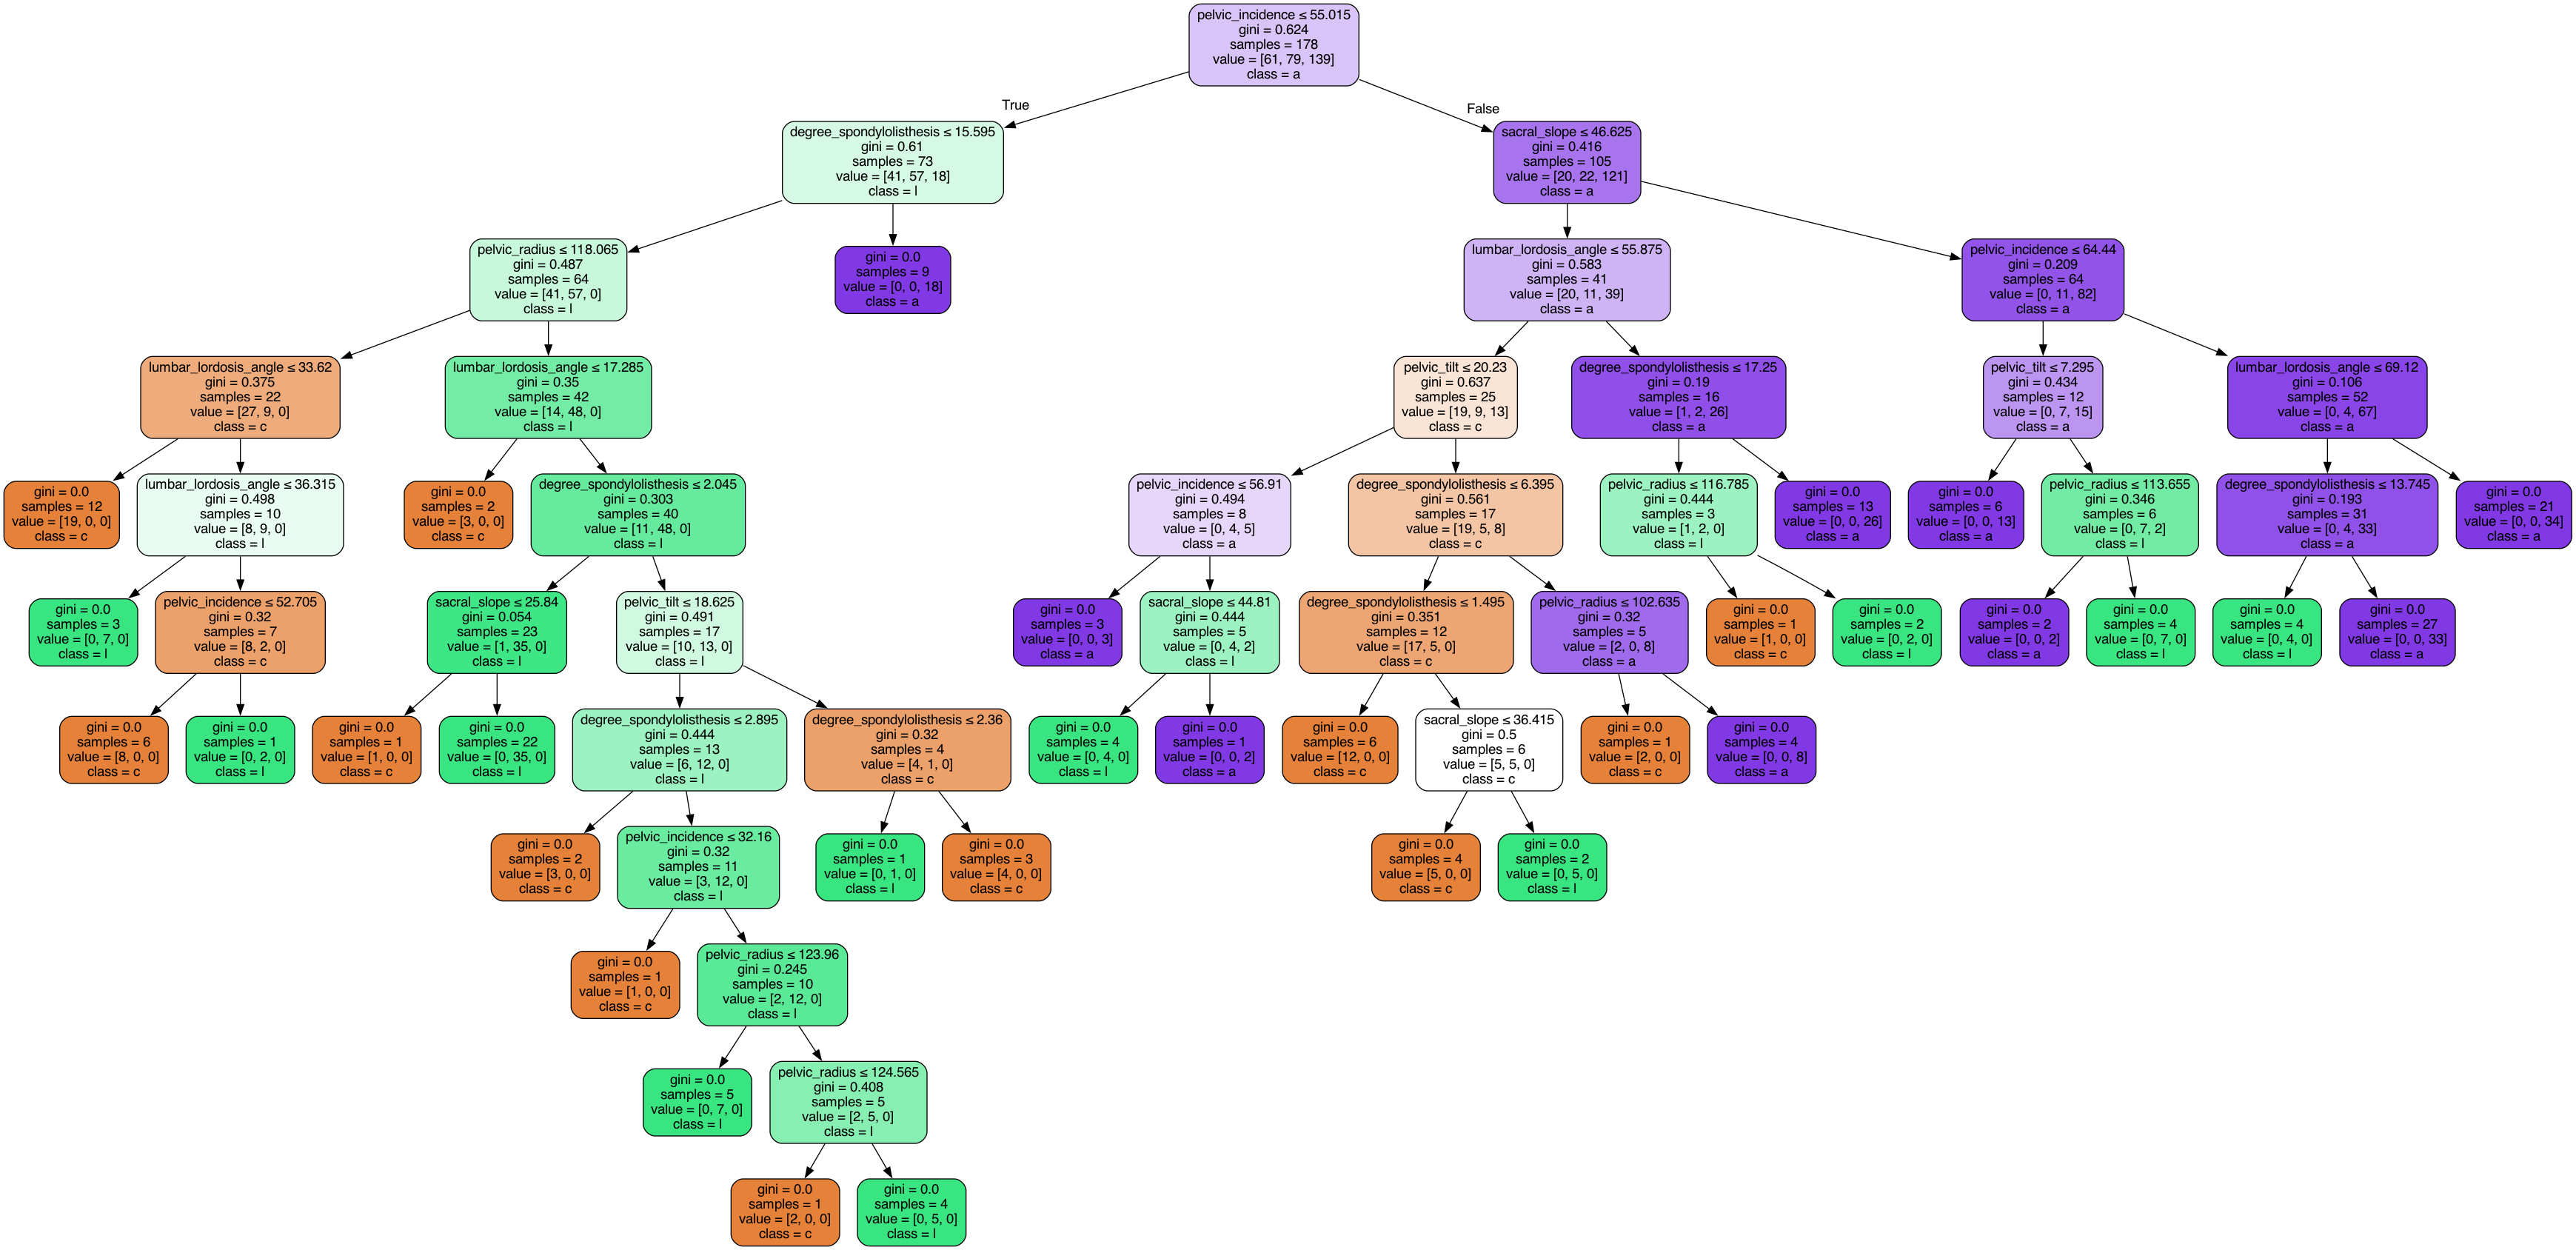 pelvic_incidence ≤ 55.015
gini = 0.624
samples = 178
value = [61, 79, 139]
class = a
True
False
degree_spondylolisthesis ≤ 15.595
gini = 0.61
samples = 73
value = [41, 57, 18]
class = l
sacral_slope ≤ 46.625
gini = 0.416
samples = 105
value = [20, 22, 121]
class = a
pelvic_radius ≤ 118.065
gini = 0.487
samples = 64
value = [41, 57, 0]
class = l
gini = 0.0
samples = 9
value = [0, 0, 18]
class = a
lumbar_lordosis_angle ≤ 55.875
gini = 0.583
samples = 41
value = [20, 11, 39]
class = a
pelvic_incidence ≤ 64.44
gini = 0.209
samples = 64
value = [0, 11, 82]
class = a
lumbar_lordosis_angle ≤ 33.62
gini = 0.375
samples = 22
value = [27, 9, 0]
class = c
lumbar_lordosis_angle ≤ 17.285
gini = 0.35
samples = 42
value = [14, 48, 0]
class = l
pelvic_tilt ≤ 20.23
gini = 0.637
samples = 25
value = [19, 9, 13]
class = c
degree_spondylolisthesis ≤ 17.25
gini = 0.19
samples = 16
value = [1, 2, 26]
class = a
pelvic_tilt ≤ 7.295
gini = 0.434
samples = 12
value = [0, 7, 15]
class = a
lumbar_lordosis_angle ≤ 69.12
gini = 0.106
samples = 52
value = [0, 4, 67]
class = a
gini = 0.0
samples = 12
value = [19, 0, 0]
class = c
lumbar_lordosis_angle ≤ 36.315
gini = 0.498
samples = 10
value = [8, 9, 0]
class = l
gini = 0.0
samples = 2
value = [3, 0, 0]
class = c
degree_spondylolisthesis ≤ 2.045
gini = 0.303
samples = 40
value = [11, 48, 0]
class = l
pelvic_incidence ≤ 56.91
gini = 0.494
samples = 8
value = [0, 4, 5]
class = a
degree_spondylolisthesis ≤ 6.395
gini = 0.561
samples = 17
value = [19, 5, 8]
class = c
pelvic_radius ≤ 116.785
gini = 0.444
samples = 3
value = [1, 2, 0]
class = l
gini = 0.0
samples = 13
value = [0, 0, 26]
class = a
gini = 0.0
samples = 6
value = [0, 0, 13]
class = a
pelvic_radius ≤ 113.655
gini = 0.346
samples = 6
value = [0, 7, 2]
class = l
degree_spondylolisthesis ≤ 13.745
gini = 0.193
samples = 31
value = [0, 4, 33]
class = a
gini = 0.0
samples = 21
value = [0, 0, 34]
class = a
gini = 0.0
samples = 3
value = [0, 7, 0]
class = l
pelvic_incidence ≤ 52.705
gini = 0.32
samples = 7
value = [8, 2, 0]
class = c
sacral_slope ≤ 25.84
gini = 0.054
samples = 23
value = [1, 35, 0]
class = l
pelvic_tilt ≤ 18.625
gini = 0.491
samples = 17
value = [10, 13, 0]
class = l
gini = 0.0
samples = 3
value = [0, 0, 3]
class = a
sacral_slope ≤ 44.81
gini = 0.444
samples = 5
value = [0, 4, 2]
class = l
degree_spondylolisthesis ≤ 1.495
gini = 0.351
samples = 12
value = [17, 5, 0]
class = c
pelvic_radius ≤ 102.635
gini = 0.32
samples = 5
value = [2, 0, 8]
class = a
gini = 0.0
samples = 1
value = [1, 0, 0]
class = c
gini = 0.0
samples = 2
value = [0, 2, 0]
class = l
gini = 0.0
samples = 2
value = [0, 0, 2]
class = a
gini = 0.0
samples = 4
value = [0, 7, 0]
class = l
gini = 0.0
samples = 4
value = [0, 4, 0]
class = l
gini = 0.0
samples = 27
value = [0, 0, 33]
class = a
gini = 0.0
samples = 6
value = [8, 0, 0]
class = c
gini = 0.0
samples = 1
value = [0, 2, 0]
class = l
gini = 0.0
samples = 1
value = [1, 0, 0]
class = c
gini = 0.0
samples = 22
value = [0, 35, 0]
class = l
degree_spondylolisthesis ≤ 2.895
gini = 0.444
samples = 13
value = [6, 12, 0]
class = l
degree_spondylolisthesis ≤ 2.36
gini = 0.32
samples = 4
value = [4, 1, 0]
class = c
gini = 0.0
samples = 4
value = [0, 4, 0]
class = l
gini = 0.0
samples = 1
value = [0, 0, 2]
class = a
gini = 0.0
samples = 6
value = [12, 0, 0]
class = c
sacral_slope ≤ 36.415
gini = 0.5
samples = 6
value = [5, 5, 0]
class = c
gini = 0.0
samples = 1
value = [2, 0, 0]
class = c
gini = 0.0
samples = 4
value = [0, 0, 8]
class = a
gini = 0.0
samples = 2
value = [3, 0, 0]
class = c
pelvic_incidence ≤ 32.16
gini = 0.32
samples = 11
value = [3, 12, 0]
class = l
gini = 0.0
samples = 1
value = [0, 1, 0]
class = l
gini = 0.0
samples = 3
value = [4, 0, 0]
class = c
gini = 0.0
samples = 4
value = [5, 0, 0]
class = c
gini = 0.0
samples = 2
value = [0, 5, 0]
class = l
gini = 0.0
samples = 1
value = [1, 0, 0]
class = c
pelvic_radius ≤ 123.96
gini = 0.245
samples = 10
value = [2, 12, 0]
class = l
gini = 0.0
samples = 5
value = [0, 7, 0]
class = l
pelvic_radius ≤ 124.565
gini = 0.408
samples = 5
value = [2, 5, 0]
class = l
gini = 0.0
samples = 1
value = [2, 0, 0]
class = c
gini = 0.0
samples = 4
value = [0, 5, 0]
class = l